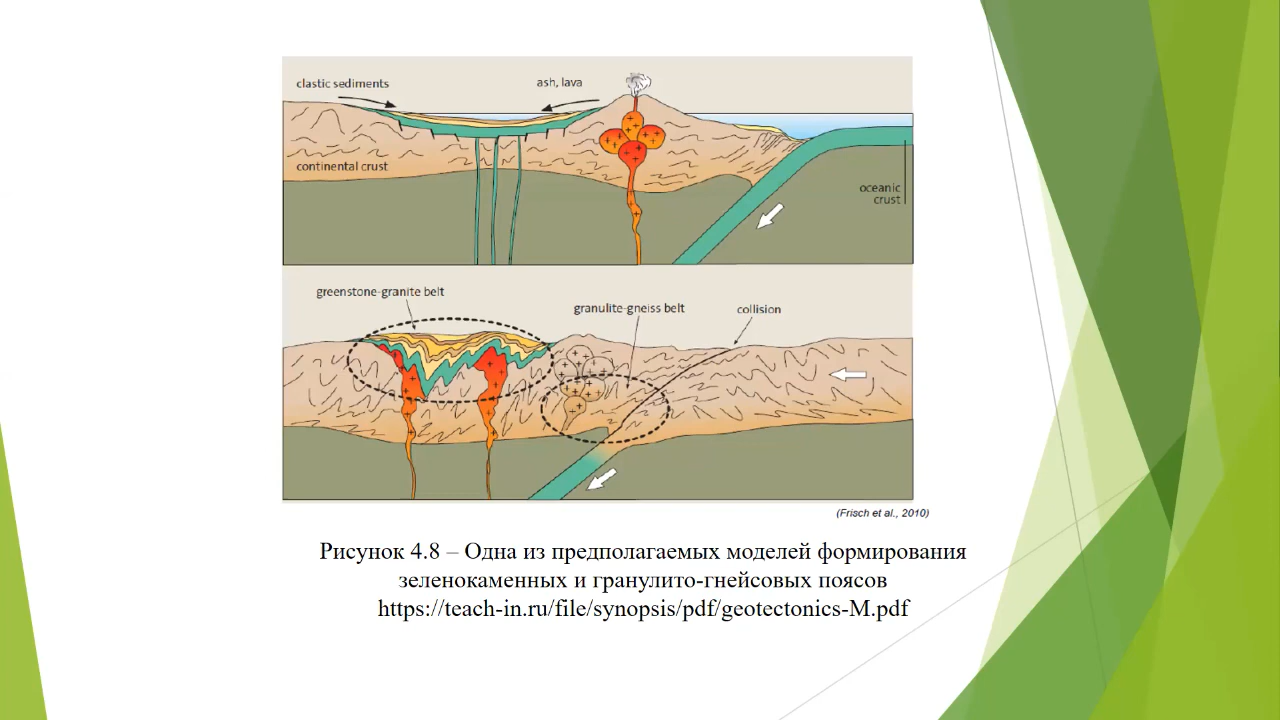 clastic sediments
ash, lava
continental crust
oceanic
crust
greenstone-granite belt
granulite-gneiss belt
collision
(Frisch et al., 2010)
Рисунок 4.8 – Одна из предполагаемых моделей формирования
зеленокаменных и гранулито-гнейсовых поясов
https://teach-in.ru/file/synopsis/pdf/geotectonics-M.pdf